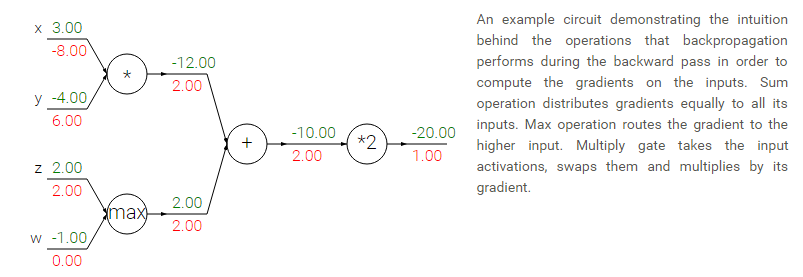 x 3.00
-8.00
*
-12.00
2.00
y -4.00
6.00
+
-10.00
2.00
*2
-20.00
1.00
z 2.00
2.00
max
2.00
2.00
w -1.00
0.00
An example circuit demonstrating the intuition
behind the operations that backpropagation
performs during the backward pass in order to
compute the gradients on the inputs. Sum
operation distributes gradients equally to all its
inputs. Max operation routes the gradient to the
higher input. Multiply gate takes the input
activations, swaps them and multiplies by its
gradient.